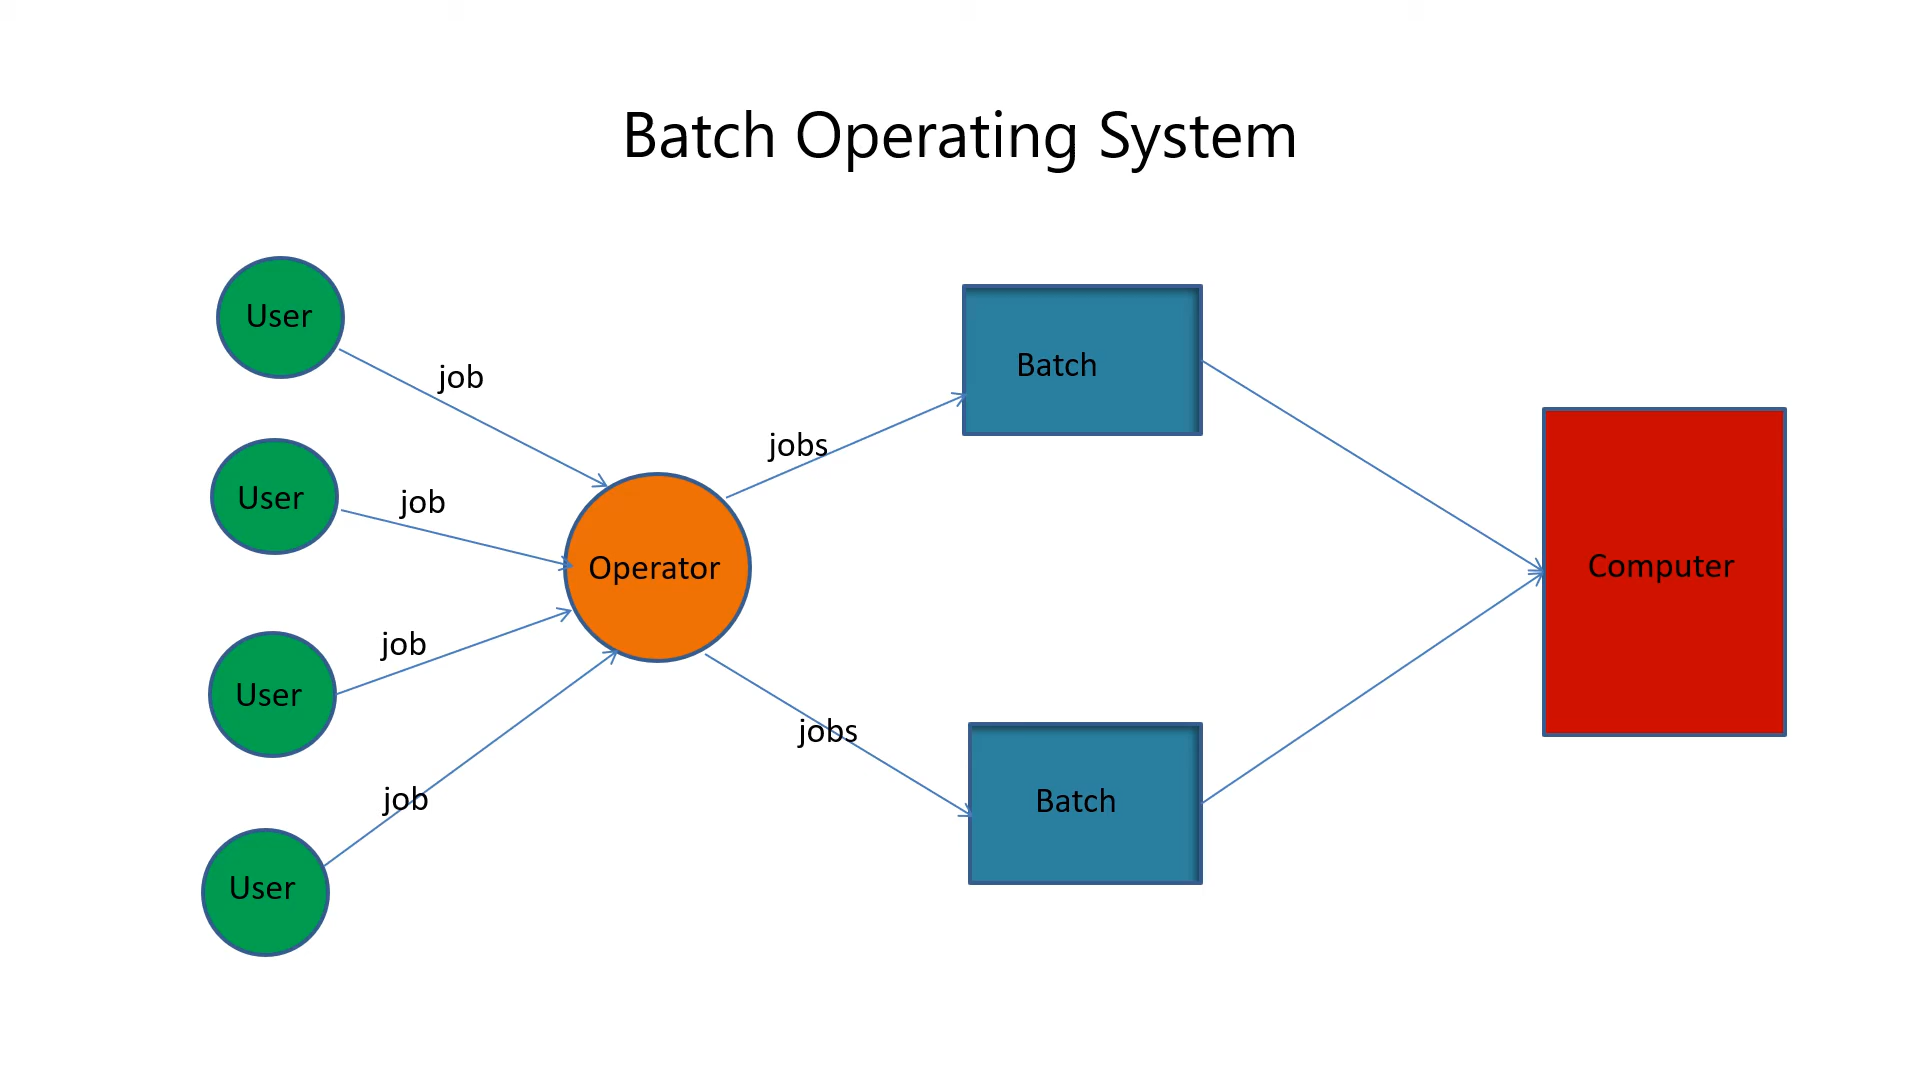 Batch Operating System
User
job
User
job
User
job
User
job
Operator
jobs
jobs
Batch
Batch
Computer